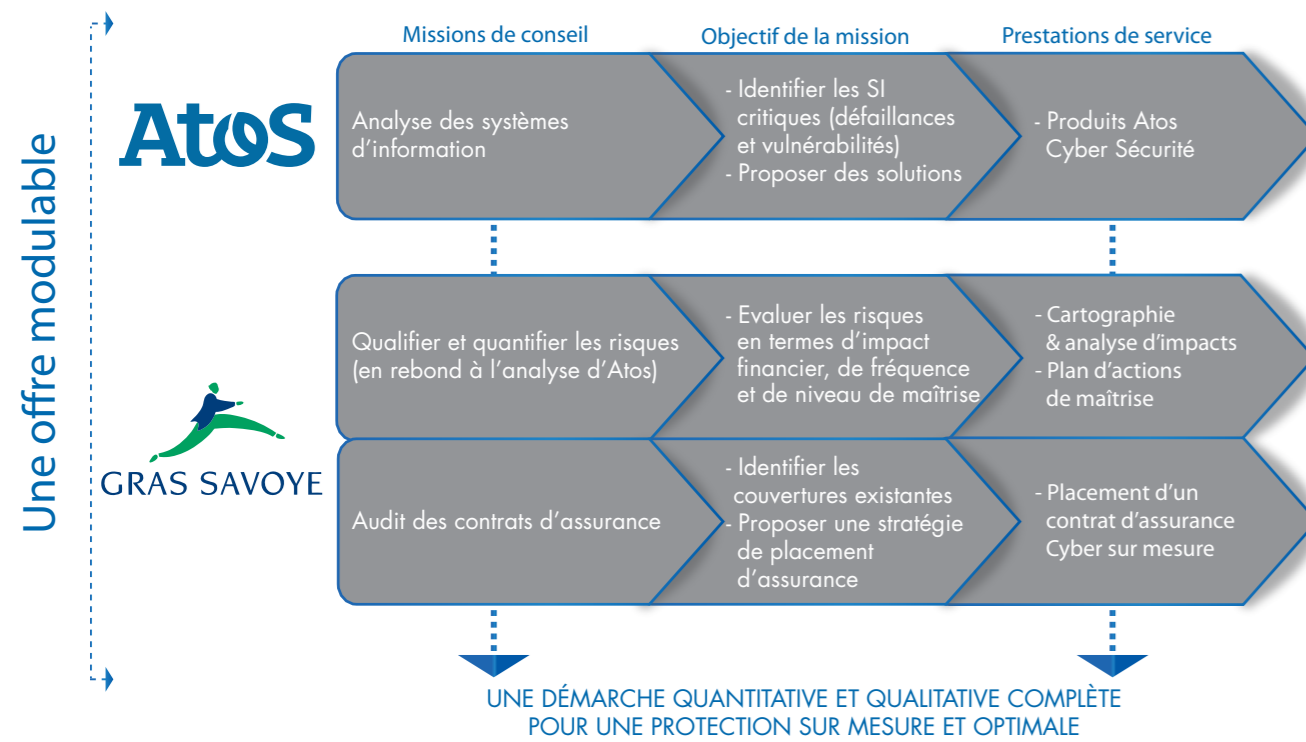 Une offre modulable
Missions de conseil
Objectif de la mission
Prestations de service
Atos
Analyse des systèmes
d'information
- Identifier les SI
critiques (défaillances
et vulnérabilités)
- Proposer des solutions
- Produits Atos
Cyber Sécurité
GRAS SAVOYE
Qualifier et quantifier les risques
(en rebond à l'analyse d'Atos)
- Evaluer les risques
en termes d'impact
financier, de fréquence
et de niveau de maîtrise
- Cartographie
& analyse d'impacts
- Plan d'actions
de maîtrise
Audit des contrats d'assurance
- Identifier les
couvertures existantes
- Proposer une stratégie
de placement
d'assurance
- Placement d'un
contrat d'assurance
Cyber sur mesure
UNE DÉMARCHE QUANTITATIVE ET QUALITATIVE COMPLÈTE
POUR UNE PROTECTION SUR MESURE ET OPTIMALE